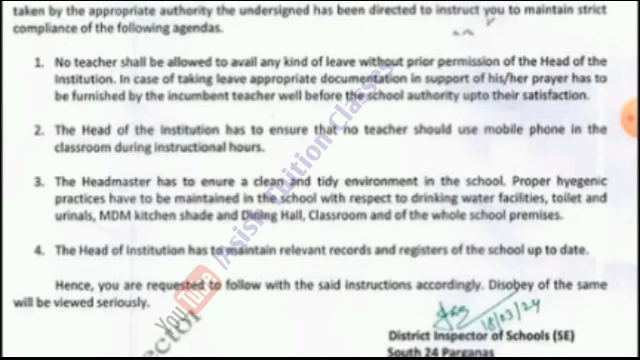 taken by the appropriate authority the undersigned has been directed to instruct you to maintain strict
compliance of the following agendas.
1. No teacher shall be allowed to avail any kind of leave without prior permission of the Head of the
Institution. In case of taking leave appropriate documentation in support of his/her prayer has to
be furnished by the incumbent teacher well before the school authority upto their satisfaction.
2. The Head of the Institution has to ensure that no teacher should use mobile phone in the
classroom during instructional hours.
3. The Headmaster has to enure a clean and tidy environment in the school. Proper hyegenic
practices have to be maintained in the school with respect to drinking water facilities, toilet and
urinals, MDM kitchen shade and Dining Hall, Classroom and of the whole school premises.
4. The Head of Institution has to maintain relevant records and registers of the school up to date.
Hence, you are requested to follow with the said instructions accordingly. Disobey of the same
will be viewed seriously.
18/03/24
District Inspector of Schools (SE)
South 24 Parganas
YouTube/Asish Tuition Classes